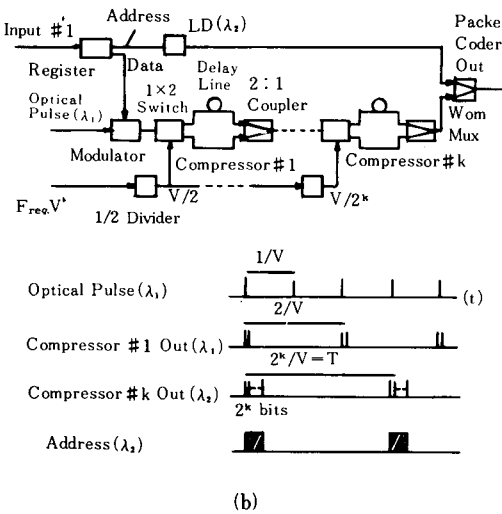 Address
Input #1
LD(λ₂)
Packe
Coder
Out
Register
Data
Delay
Line
1×2
Switch
2:1
Coupler
Optical
Pulse(λ₁)
Modulator
Compressor#1
Compressor#k
Wom
Mux
Freq.V
V/2
V/2ᵏ
1/2 Divider
1/V
Optical Pulse(λ₁)
(t)
2/V
Compressor #1 Out(λ₁)
2ᵏ/V=T
Compressor#k Out(λ₂)
2ᵏ bits
Address(λ₂)
(b)